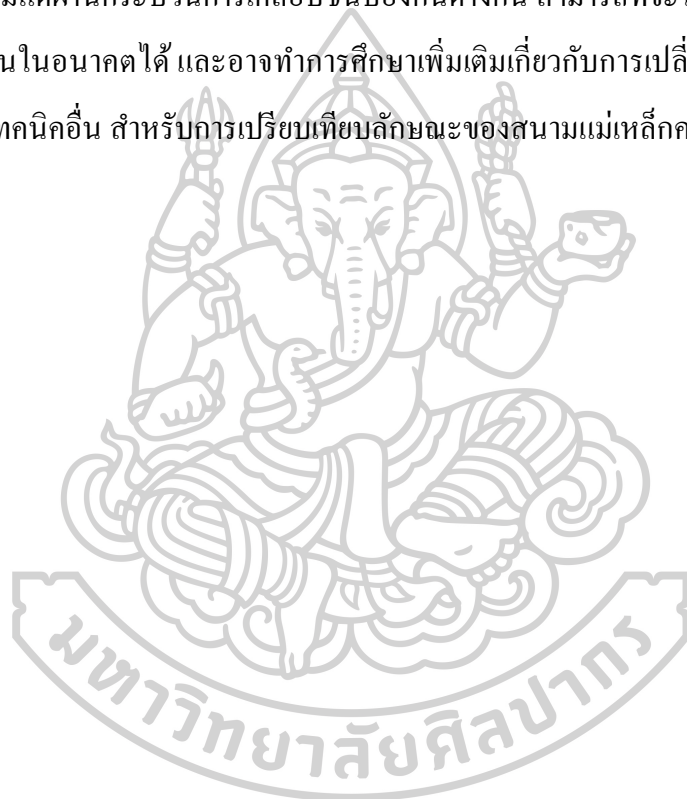 นในอนาคตได้ และอาจทำการศึกษาเพิ่มเติมเกี่ยวกับการเปลี่
ทคนิคอื่น สำหรับการเปรียบเทียบลักษณะของสนามแม่เหล็กค
มหาวิทยาลัยศิลปากร